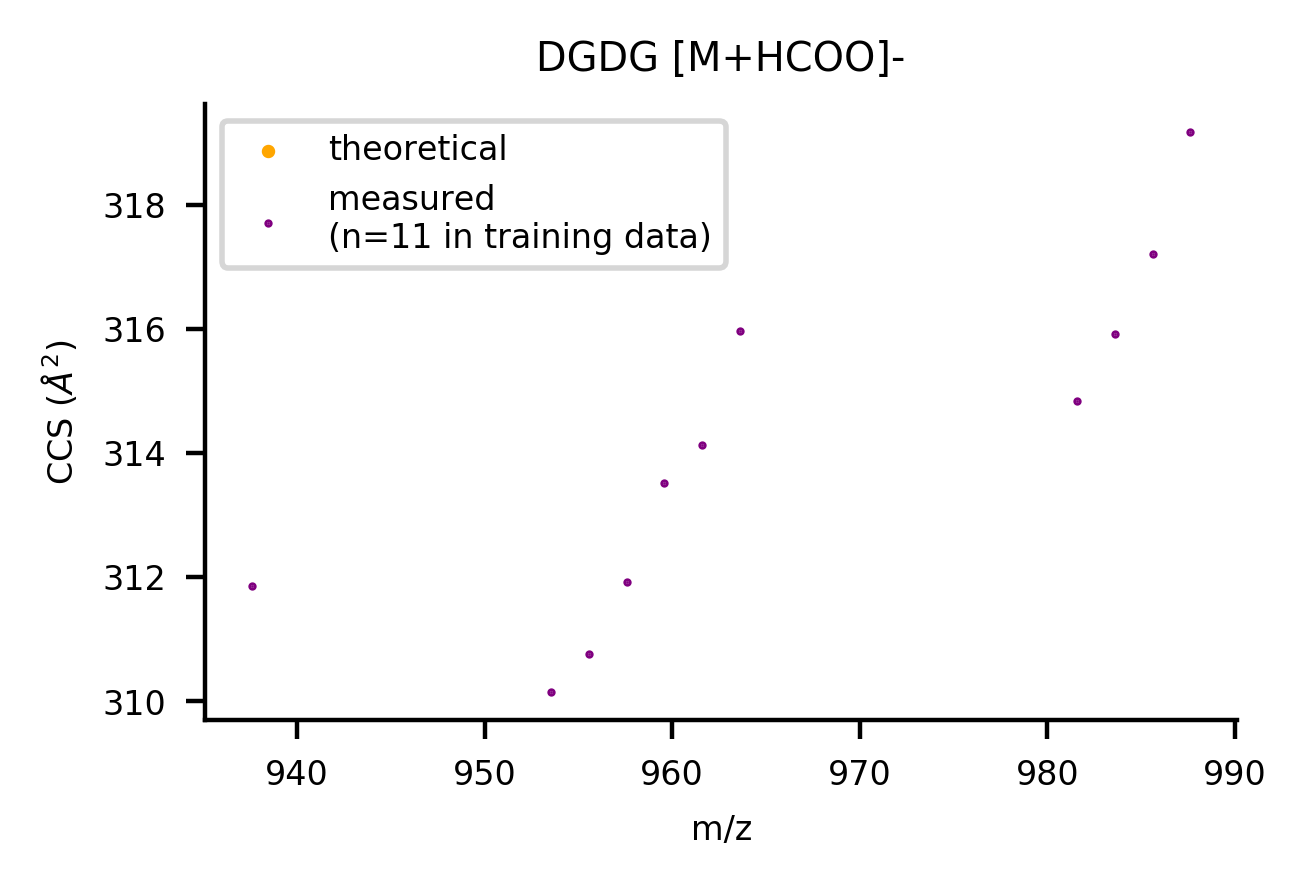 DGDG [M+HCOO]-
theoretical
measured
(n=11 in training data)
CCS (Å²)
318
316
314
312
310
940 950 960 970 980 990
m/z